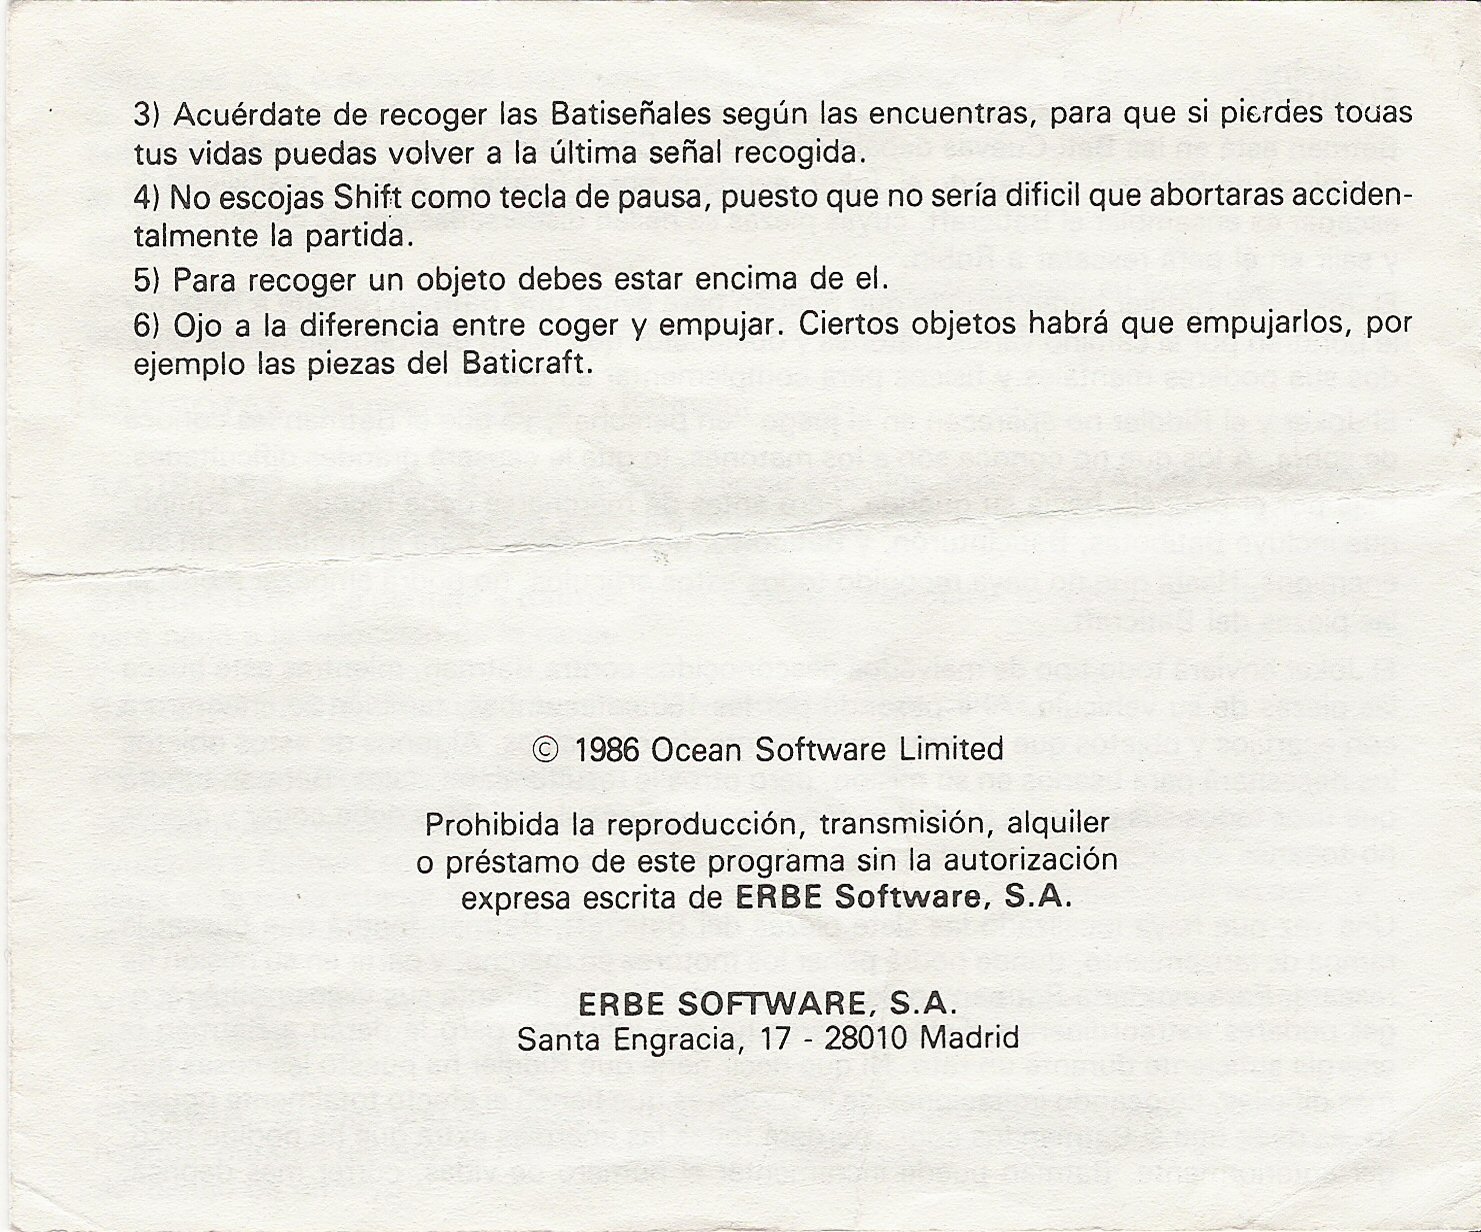 3) Acuérdate de recoger las Batiseñales según las encuentras, para que si pierdes todas
tus vidas puedas volver a la última señal recogida.
4) No escojas Shift como tecla de pausa, puesto que no sería dificil que abortaras acciden-
talmente la partida.
5) Para recoger un objeto debes estar encima de el.
6) Ojo a la diferencia entre coger y empujar. Ciertos objetos habrá que empujarlos, por
ejemplo las piezas del Baticraft.
© 1986 Ocean Software Limited
Prohibida la reproducción, transmisión, alquiler
o préstamo de este programa sin la autorización
expresa escrita de ERBE Software, S.A.
ERBE SOFTWARE, S.A.
Santa Engracia, 17 - 28010 Madrid